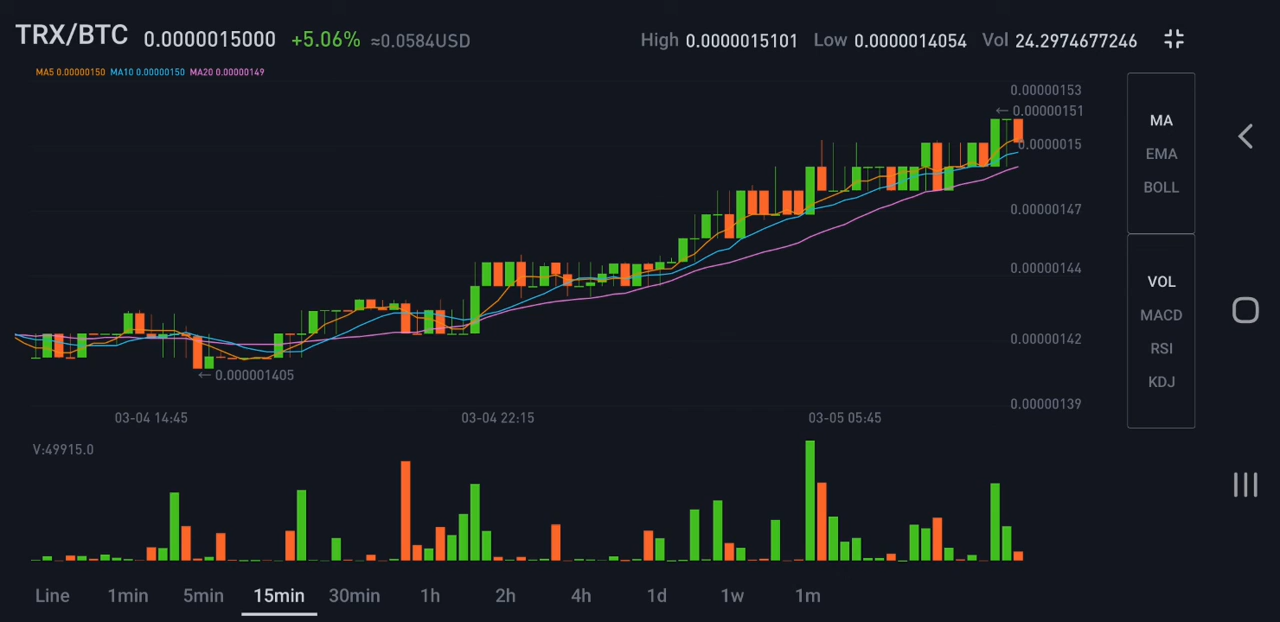 TRX/BTC 0.0000015000 +5.06% ≈0.0584USD High 0.0000015101 Low 0.0000014054 Vol 24.2974677246
MA5 0.00000150 MA10 0.00000150 MA20 0.00000149
0.00000153
← 0.00000151
0.0000015
0.00000147
0.00000144
0.00000142
← 0.000001405
0.00000139
03-04 14:45 03-04 22:15 03-05 05:45
V:49915.0
MA
EMA
BOLL
VOL
MACD
RSI
KDJ
Line 1min 5min 15min 30min 1h 2h 4h 1d 1w 1m